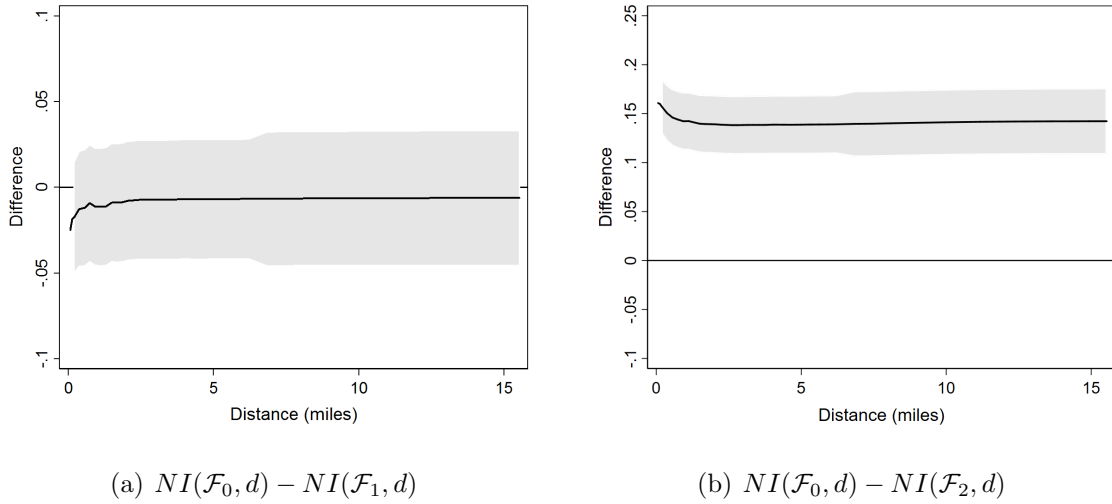 .1
.05
0
-.05
-.1
Difference
0 5 10 15
Distance (miles)
(a) NI(ℱ₀, d) − NI(ℱ₁, d)
.25
.2
.15
.1
.05
0
-.05
-.1
Difference
0 5 10 15
Distance (miles)
(b) NI(ℱ₀, d) − NI(ℱ₂, d)